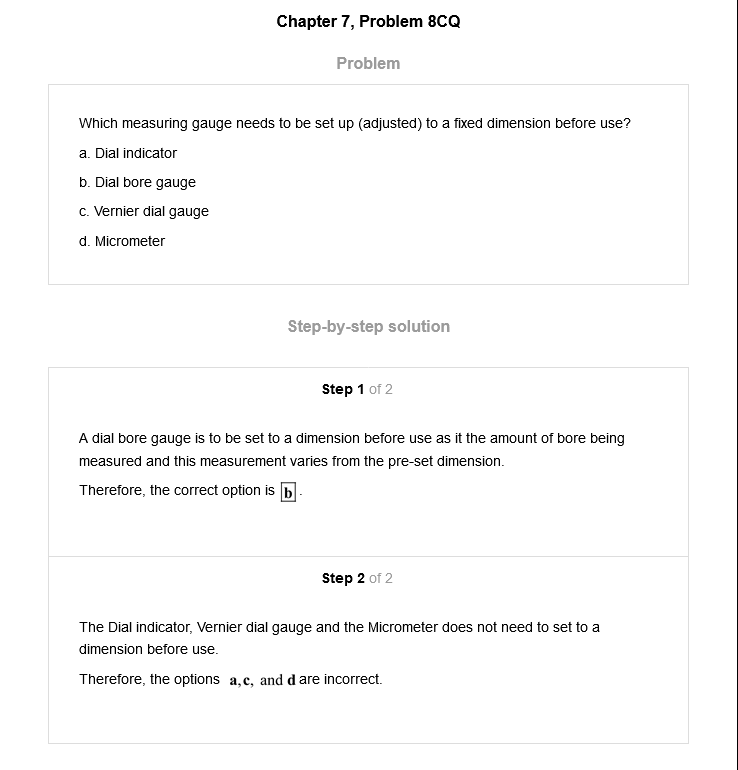 Chapter 7, Problem 8CQ
Problem
Which measuring gauge needs to be set up (adjusted) to a fixed dimension before use?
a. Dial indicator
b. Dial bore gauge
c. Vernier dial gauge
d. Micrometer
Step-by-step solution
Step 1 of 2
A dial bore gauge is to be set to a dimension before use as it the amount of bore being
measured and this measurement varies from the pre-set dimension.
Therefore, the correct option is b.
Step 2 of 2
The Dial indicator, Vernier dial gauge and the Micrometer does not need to set to a
dimension before use.
Therefore, the options a, c, and d are incorrect.